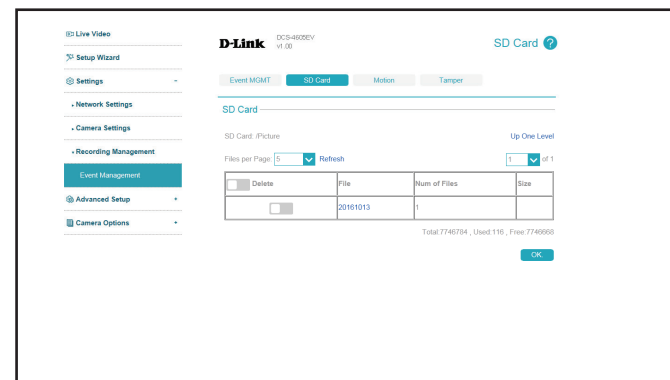 Live Video
Setup Wizard
Settings -
Network Settings
Camera Settings
Recording Management
Event Management
Advanced Setup +
Camera Options +
D-Link DCS-4605EV
v1.00
SD Card ?
Event MGMT SD Card Motion Tamper
SD Card
SD Card: /Picture Up One Level
Files per Page: 5 Refresh 1 of 1
Delete File Num of Files Size
20161013 1
Total:7746784 , Used:116 , Free:7746668
OK